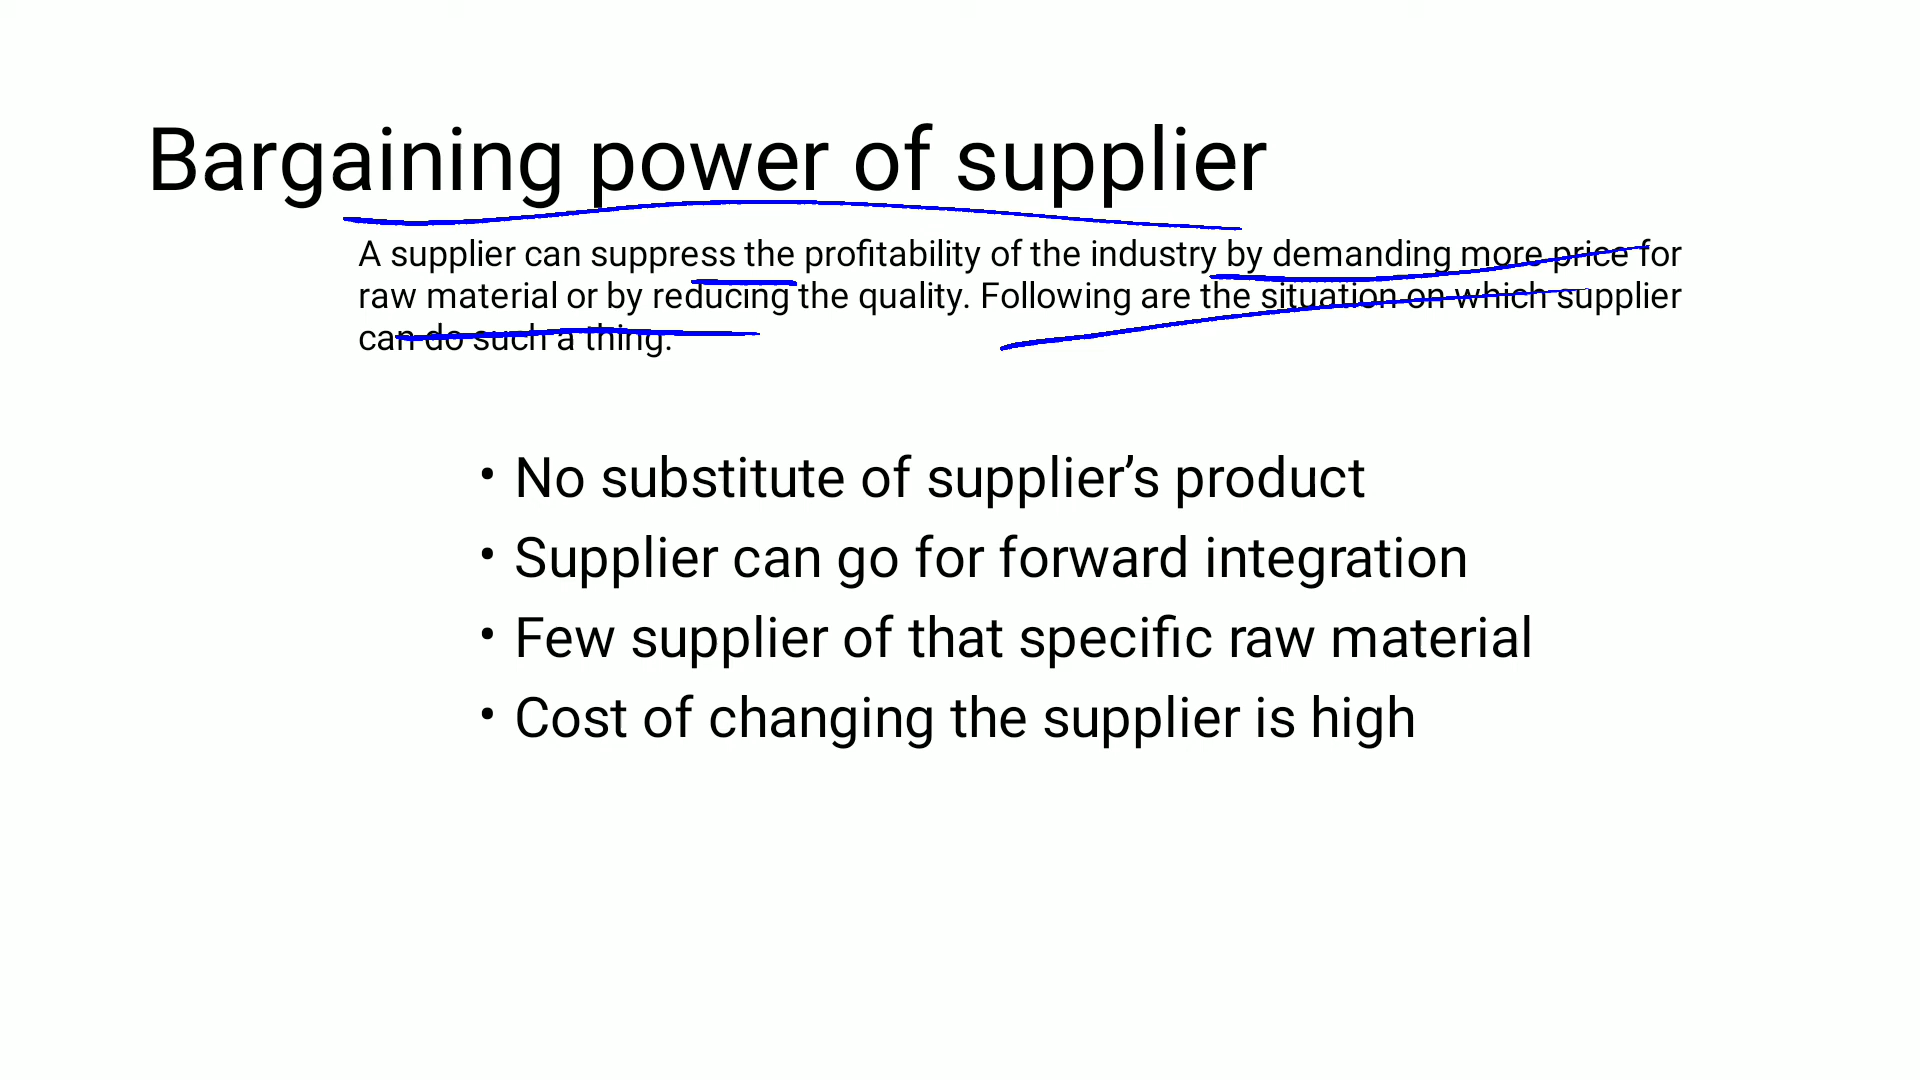 Bargaining power of supplier
A supplier can suppress the profitability of the industry by demanding more price for
raw material or by reducing the quality. Following are the situation on which supplier
can do such a thing.
• No substitute of supplier’s product
• Supplier can go for forward integration
• Few supplier of that specific raw material
• Cost of changing the supplier is high